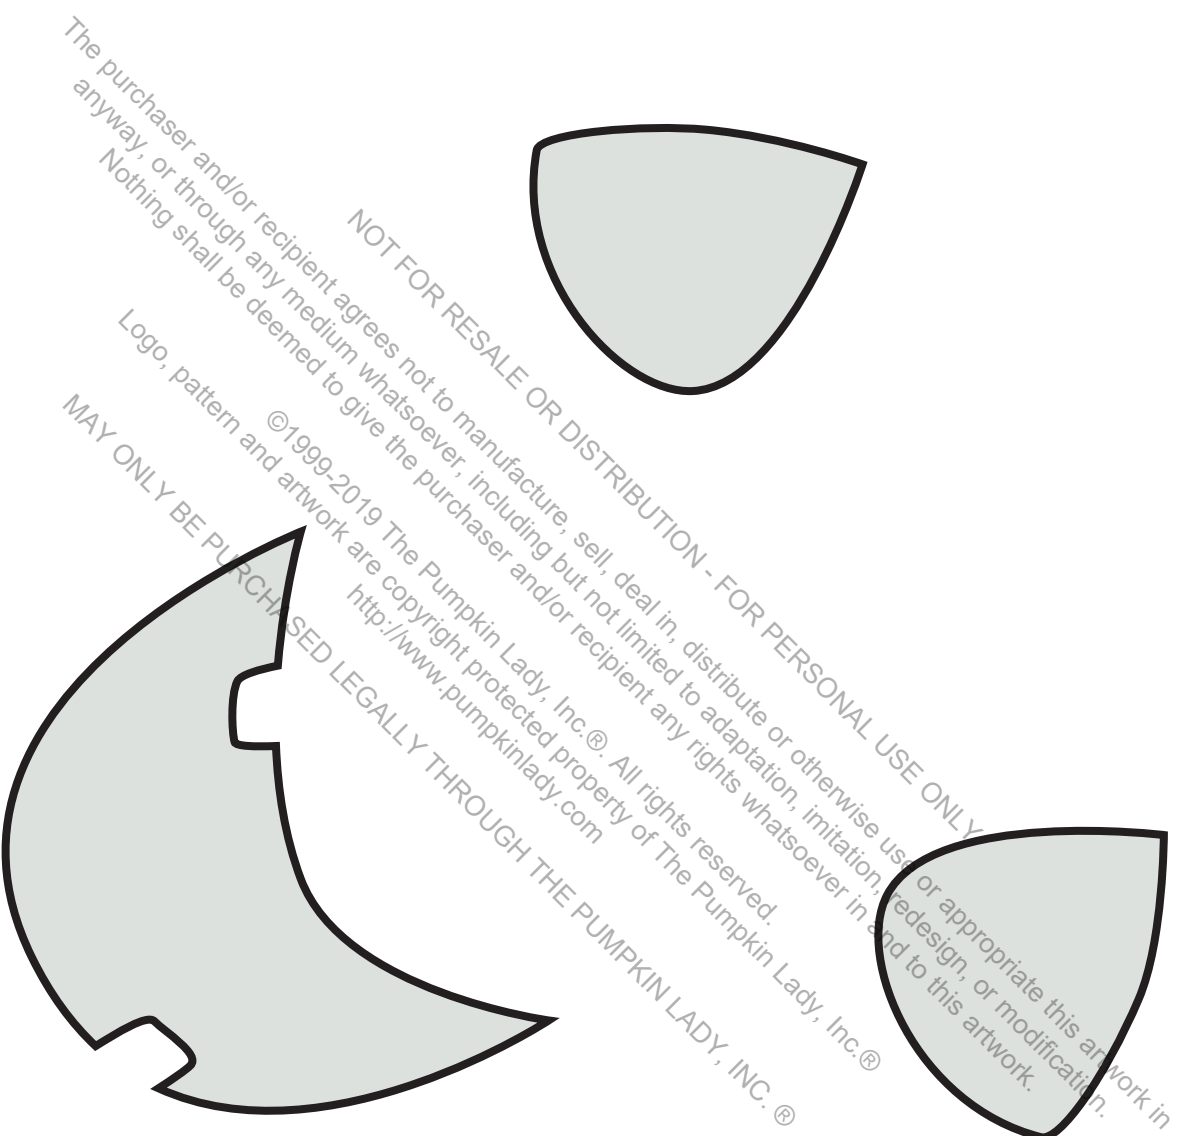 The purchaser and/or recipient agrees not to manufacture, sell, deal in, distribute or otherwise use or appropriate this artwork in
anyway, or through any medium whatsoever, including but not limited to adaptation, imitation, redesign, or modification.
Nothing shall be deemed to give the purchaser and/or recipient any rights whatsoever in and to this artwork.
NOT FOR RESALE OR DISTRIBUTION - FOR PERSONAL USE ONLY
©1999-2019 The Pumpkin Lady, Inc.® All rights reserved.
Logo, pattern and artwork are copyright protected property of The Pumpkin Lady, Inc.®
http://www.pumpkinlady.com
MAY ONLY BE PURCHASED LEGALLY THROUGH THE PUMPKIN LADY, INC. ®